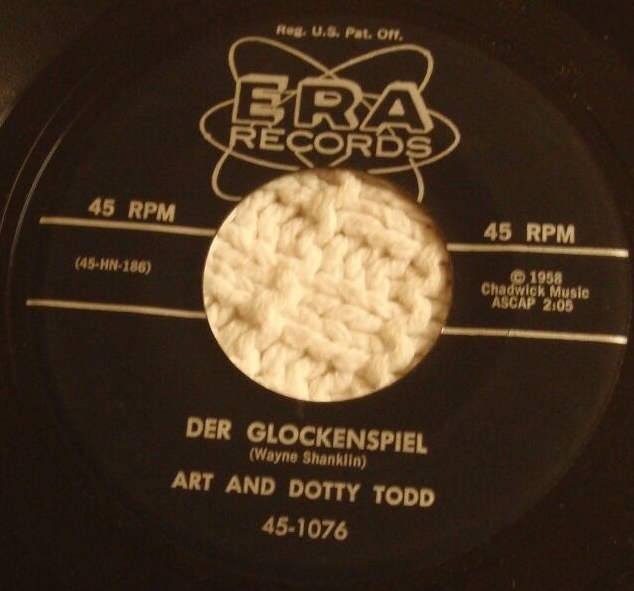 Reg. U.S. Pat. Off.
ERA
RECORDS
45 RPM
45 RPM
(45-HN-186)
© 1958
Chadwick Music
ASCAP 2:05
DER GLOCKENSPIEL
(Wayne Shanklin)
ART AND DOTTY TODD
45-1076